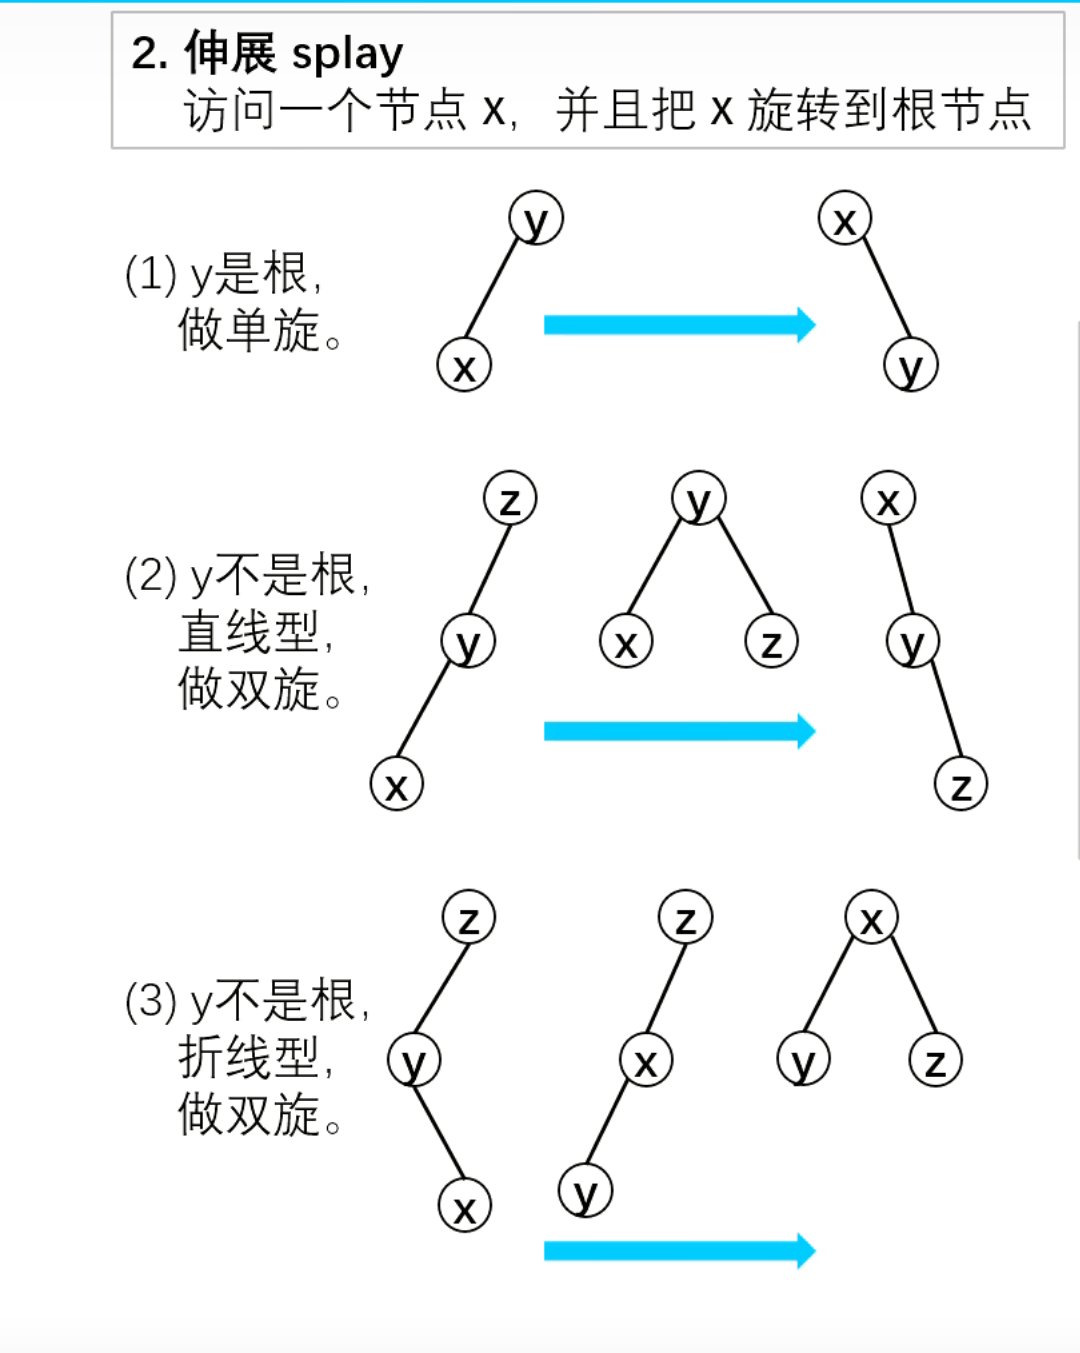 2. 伸展 splay
访问一个节点 x，并且把 x 旋转到根节点
(1) y是根，
做单旋。
y
x
x
y
(2) y不是根，
直线型，
做双旋。
z
y
x
y
x
z
x
y
z
(3) y不是根，
折线型，
做双旋。
z
y
x
z
x
y
x
y
z